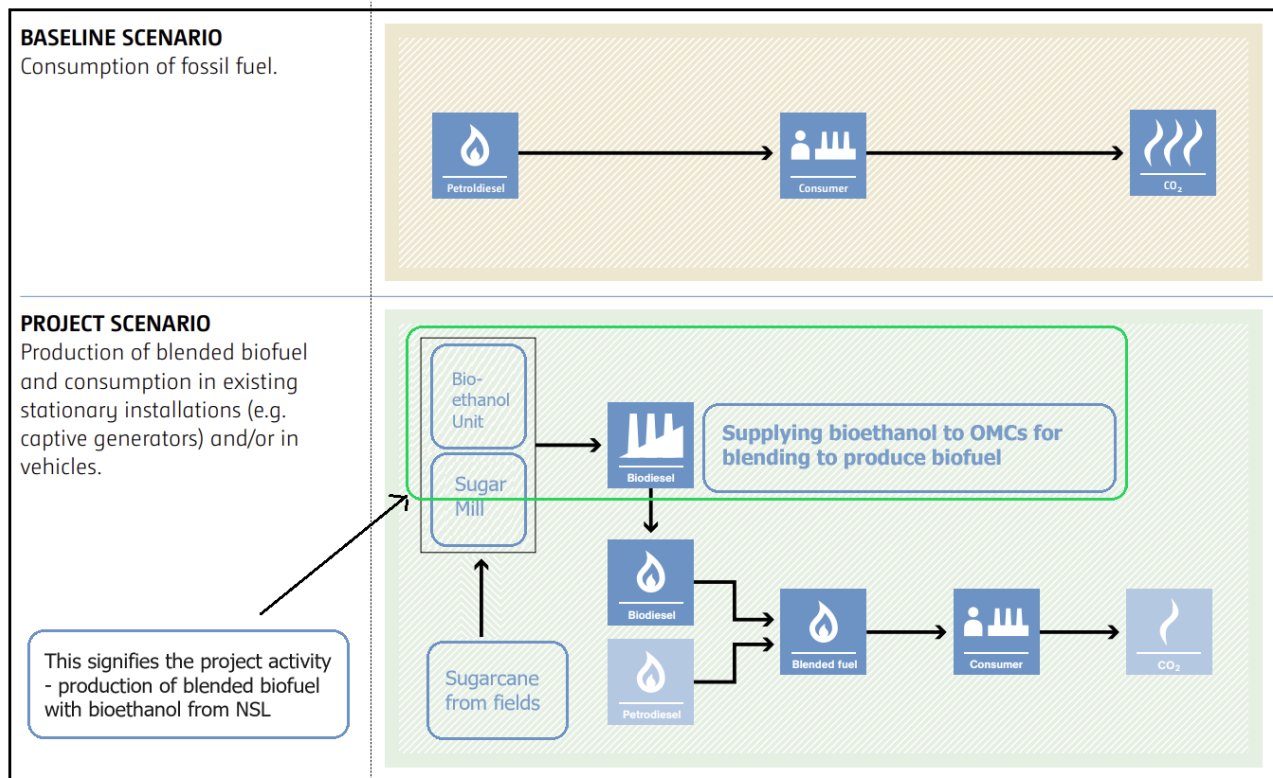 BASELINE SCENARIO
Consumption of fossil fuel.
Petroldiesel
Consumer
CO2
PROJECT SCENARIO
Production of blended biofuel
and consumption in existing
stationary installations (e.g.
captive generators) and/or in
vehicles.
Bio-
ethanol
Unit
Sugar
Mill
Biodiesel
Supplying bioethanol to OMCs for
blending to produce biofuel
Biodiesel
Petrodiesel
Blended fuel
Consumer
CO2
Sugarcane
from fields
This signifies the project activity
- production of blended biofuel
with bioethanol from NSL